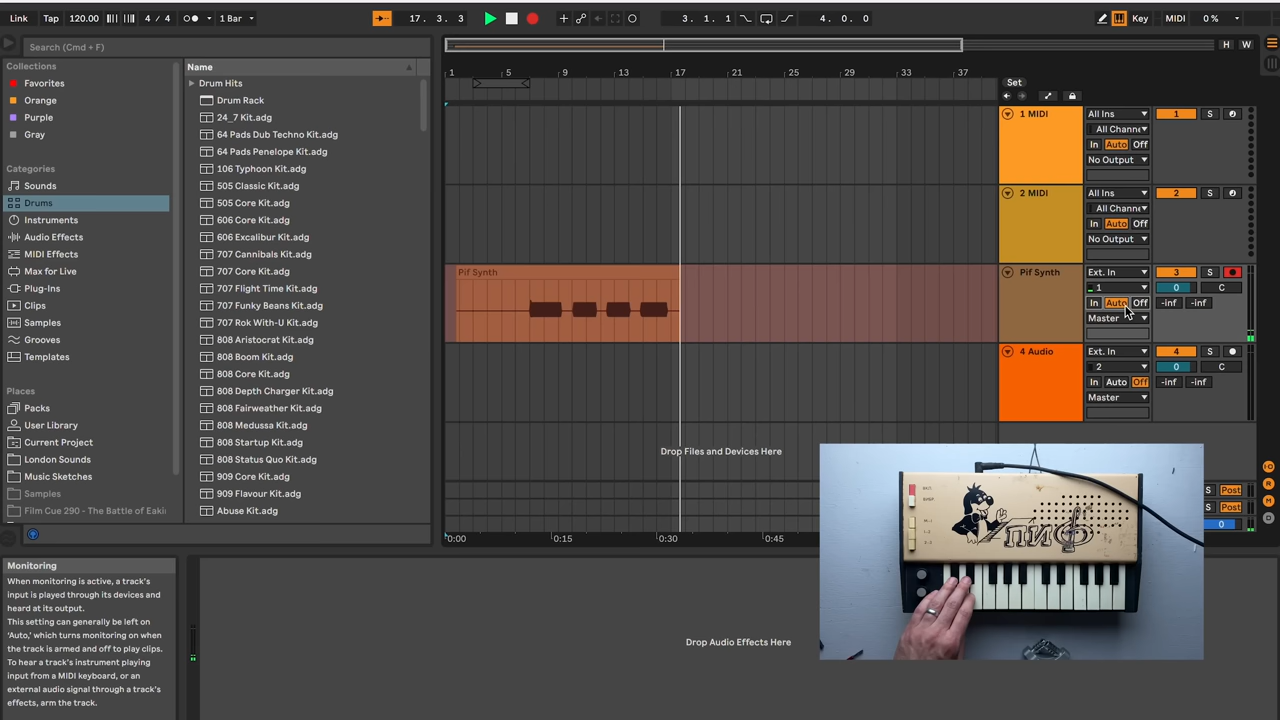 Link Tap 120.00 4 / 4 1 Bar 17. 3. 3 3. 1. 1 4. 0. 0 Key MIDI 0 %
Search (Cmd + F)
H W
Collections
Favorites
Orange
Purple
Gray
Categories
Sounds
Drums
Instruments
Audio Effects
MIDI Effects
Max for Live
Plug-Ins
Clips
Samples
Grooves
Templates
Places
Packs
User Library
Current Project
London Sounds
Music Sketches
Samples
Film Cue 290 - The Battle of Eakin
Name
Drum Hits
Drum Rack
24_7 Kit.adg
64 Pads Dub Techno Kit.adg
64 Pads Penelope Kit.adg
106 Typhoon Kit.adg
505 Classic Kit.adg
505 Core Kit.adg
606 Core Kit.adg
606 Excalibur Kit.adg
707 Cannibals Kit.adg
707 Core Kit.adg
707 Flight Time Kit.adg
707 Funky Beans Kit.adg
707 Rok With-U Kit.adg
808 Aristocrat Kit.adg
808 Boom Kit.adg
808 Core Kit.adg
808 Depth Charger Kit.adg
808 Fairweather Kit.adg
808 Medussa Kit.adg
808 Startup Kit.adg
808 Status Quo Kit.adg
909 Core Kit.adg
909 Flavour Kit.adg
Abuse Kit.adg
1 5 9 13 17 21 25 29 33 37
Set
1 MIDI All Ins 1 S
All Channe
In Auto Off
No Output
2 MIDI All Ins 2 S
All Channe
In Auto Off
No Output
Pif Synth
Pif Synth Ext. In 3 S
1 0 C
In Auto Off -inf -inf
Master
4 Audio Ext. In 4 S
2 0 C
In Auto Off -inf -inf
Master
Drop Files and Devices Here
S Post
S Post
0
0:00 0:15 0:30 0:45
пиф
Monitoring
When monitoring is active, a track's
input is played through its devices and
heard at its output.
This setting can generally be left on
'Auto,' which turns monitoring on when
the track is armed and off to play clips.
To hear a track's instrument playing
input from a MIDI keyboard, or an
external audio signal through a track's
effects, arm the track.
Drop Audio Effects Here